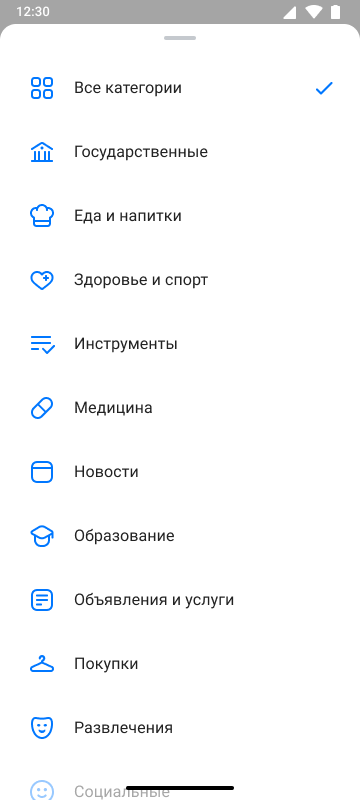 12:30
Все категории
Государственные
Еда и напитки
Здоровье и спорт
Инструменты
Медицина
Новости
Образование
Объявления и услуги
Покупки
Развлечения
Социальные